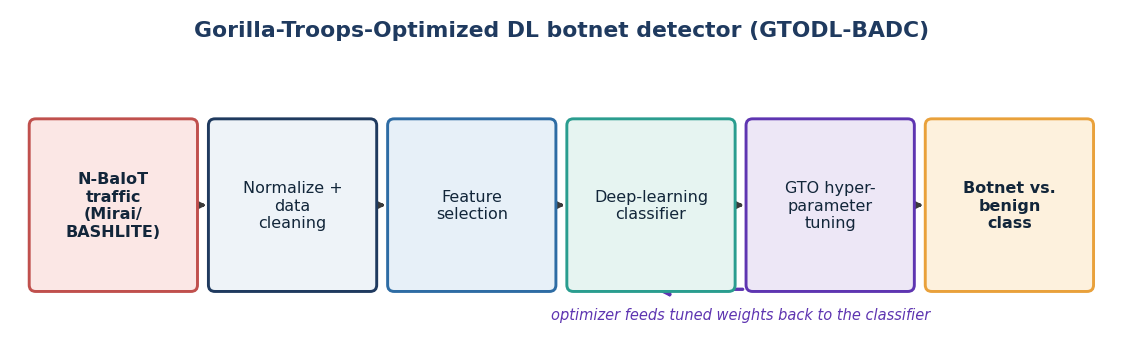 Gorilla-Troops-Optimized DL botnet detector (GTODL-BADC)
N-BaIoT
traffic
(Mirai/
BASHLITE)
Normalize +
data
cleaning
Feature
selection
Deep-learning
classifier
GTO hyper-
parameter
tuning
Botnet vs.
benign
class
optimizer feeds tuned weights back to the classifier